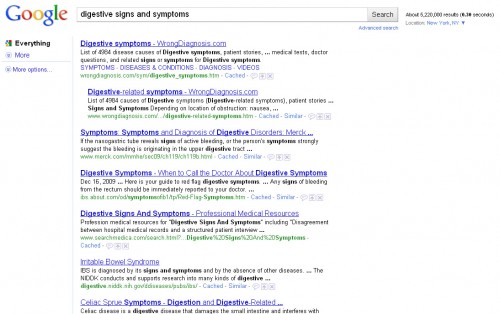 Google
digestive signs and symptoms
Search
About 5,220,000 results (0.30 seconds)
Advanced search
Location: New York, NY ▼
Everything
More
More options...
Digestive symptoms - WrongDiagnosis.com
List of 4984 disease causes of Digestive symptoms, patient stories, ... medical tests, doctor
questions, and related signs or symptoms for Digestive symptoms.
SYMPTOMS - DISEASES & CONDITIONS - DIAGNOSIS - VIDEOS
wrongdiagnosis.com/sym/digestive_symptoms.htm - Cached -
Digestive-related symptoms - WrongDiagnosis.com
List of 4983 causes of Digestive symptoms (Digestive-related symptoms), patient stories ...
Signs and Symptoms Depending on location of obstruction: nausea, ...
www.wrongdiagnosis.com/.../digestive-related-symptoms.htm - Cached - Similar -
Symptoms: Symptoms and Diagnosis of Digestive Disorders: Merck ...
If the nasogastric tube reveals signs of active bleeding, or the person's symptoms strongly
suggest the bleeding is originating in the upper digestive tract ...
www.merck.com/mmhe/sec09/ch119/ch119b.html - Cached - Similar -
Digestive Symptoms - When to Call the Doctor About Digestive Symptoms
Dec 16, 2009 ... Here is your guide to red flag digestive symptoms. ... Any signs of bleeding
from the rectum should be immediately reported to your doctor. ...
ibs.about.com/od/symptomsofib1/tp/Red-Flag-Symptoms.htm - Cached - Similar -
Digestive Signs And Symptoms - Professional Medical Resources
Profession medical resources for "Digestive Signs And Symptoms" including "Disagreement
between hospital medical records and a structured patient interview ...
www.searchmedica.com/search.html?...Digestive%20Signs%20And%20Symptoms -
Cached -
Irritable Bowel Syndrome
IBS is diagnosed by its signs and symptoms and by the absence of other diseases. ... The
NIDDK conducts and supports research into many kinds of digestive ...
digestive.niddk.nih.gov/ddiseases/pubs/ibs/ - Cached - Similar -
Celiac Sprue Symptoms - Digestion and Digestive-Related ...
Celiac disease is a digestive disease that damages the small intestine and interferes with